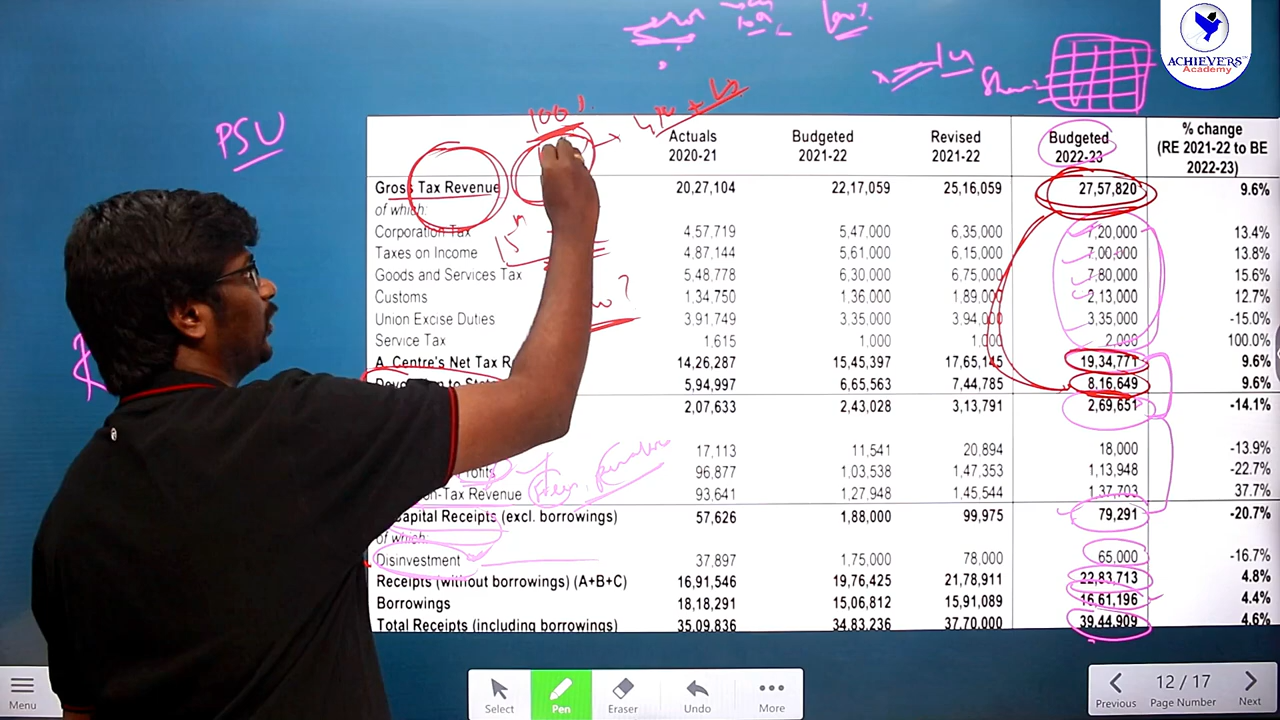 ACHIEVERS
Academy
PSU
100%
15th
Share
Actuals 2020-21 Budgeted 2021-22 Revised 2021-22 Budgeted 2022-23 % change (RE 2021-22 to BE 2022-23)
Gross Tax Revenue 20,27,104 22,17,059 25,16,059 27,57,820 9.6%
of which:
Corporation Tax 4,57,719 5,47,000 6,35,000 7,20,000 13.4%
Taxes on Income 4,87,144 5,61,000 6,15,000 7,00,000 13.8%
Goods and Services Tax 5,48,778 6,30,000 6,75,000 7,80,000 15.6%
Customs 1,34,750 1,36,000 1,89,000 2,13,000 12.7%
Union Excise Duties 3,91,749 3,35,000 3,94,000 3,35,000 -15.0%
Service Tax 1,615 1,000 1,000 2,000 100.0%
A. Centre's Net Tax 14,26,287 15,45,397 17,65,145 19,34,771 9.6%
Devolution to 5,94,997 6,65,563 7,44,785 8,16,649 9.6%
2,07,633 2,43,028 3,13,791 2,69,651 -14.1%
17,113 11,541 20,894 18,000 -13.9%
96,877 1,03,538 1,47,353 1,13,948 -22.7%
-Tax Revenue 93,641 1,27,948 1,45,544 1,37,703 37.7%
Capital Receipts (excl. borrowings) 57,626 1,88,000 99,975 79,291 -20.7%
of which:
Disinvestment 37,897 1,75,000 78,000 65,000 -16.7%
Receipts (without borrowings) (A+B+C) 16,91,546 19,76,425 21,78,911 22,83,713 4.8%
Borrowings 18,18,291 15,06,812 15,91,089 16,61,196 4.4%
Total Receipts (including borrowings) 35,09,836 34,83,236 37,70,000 39,44,909 4.6%
Menu
Select Pen Eraser Undo More
Previous 12 / 17 Page Number Next